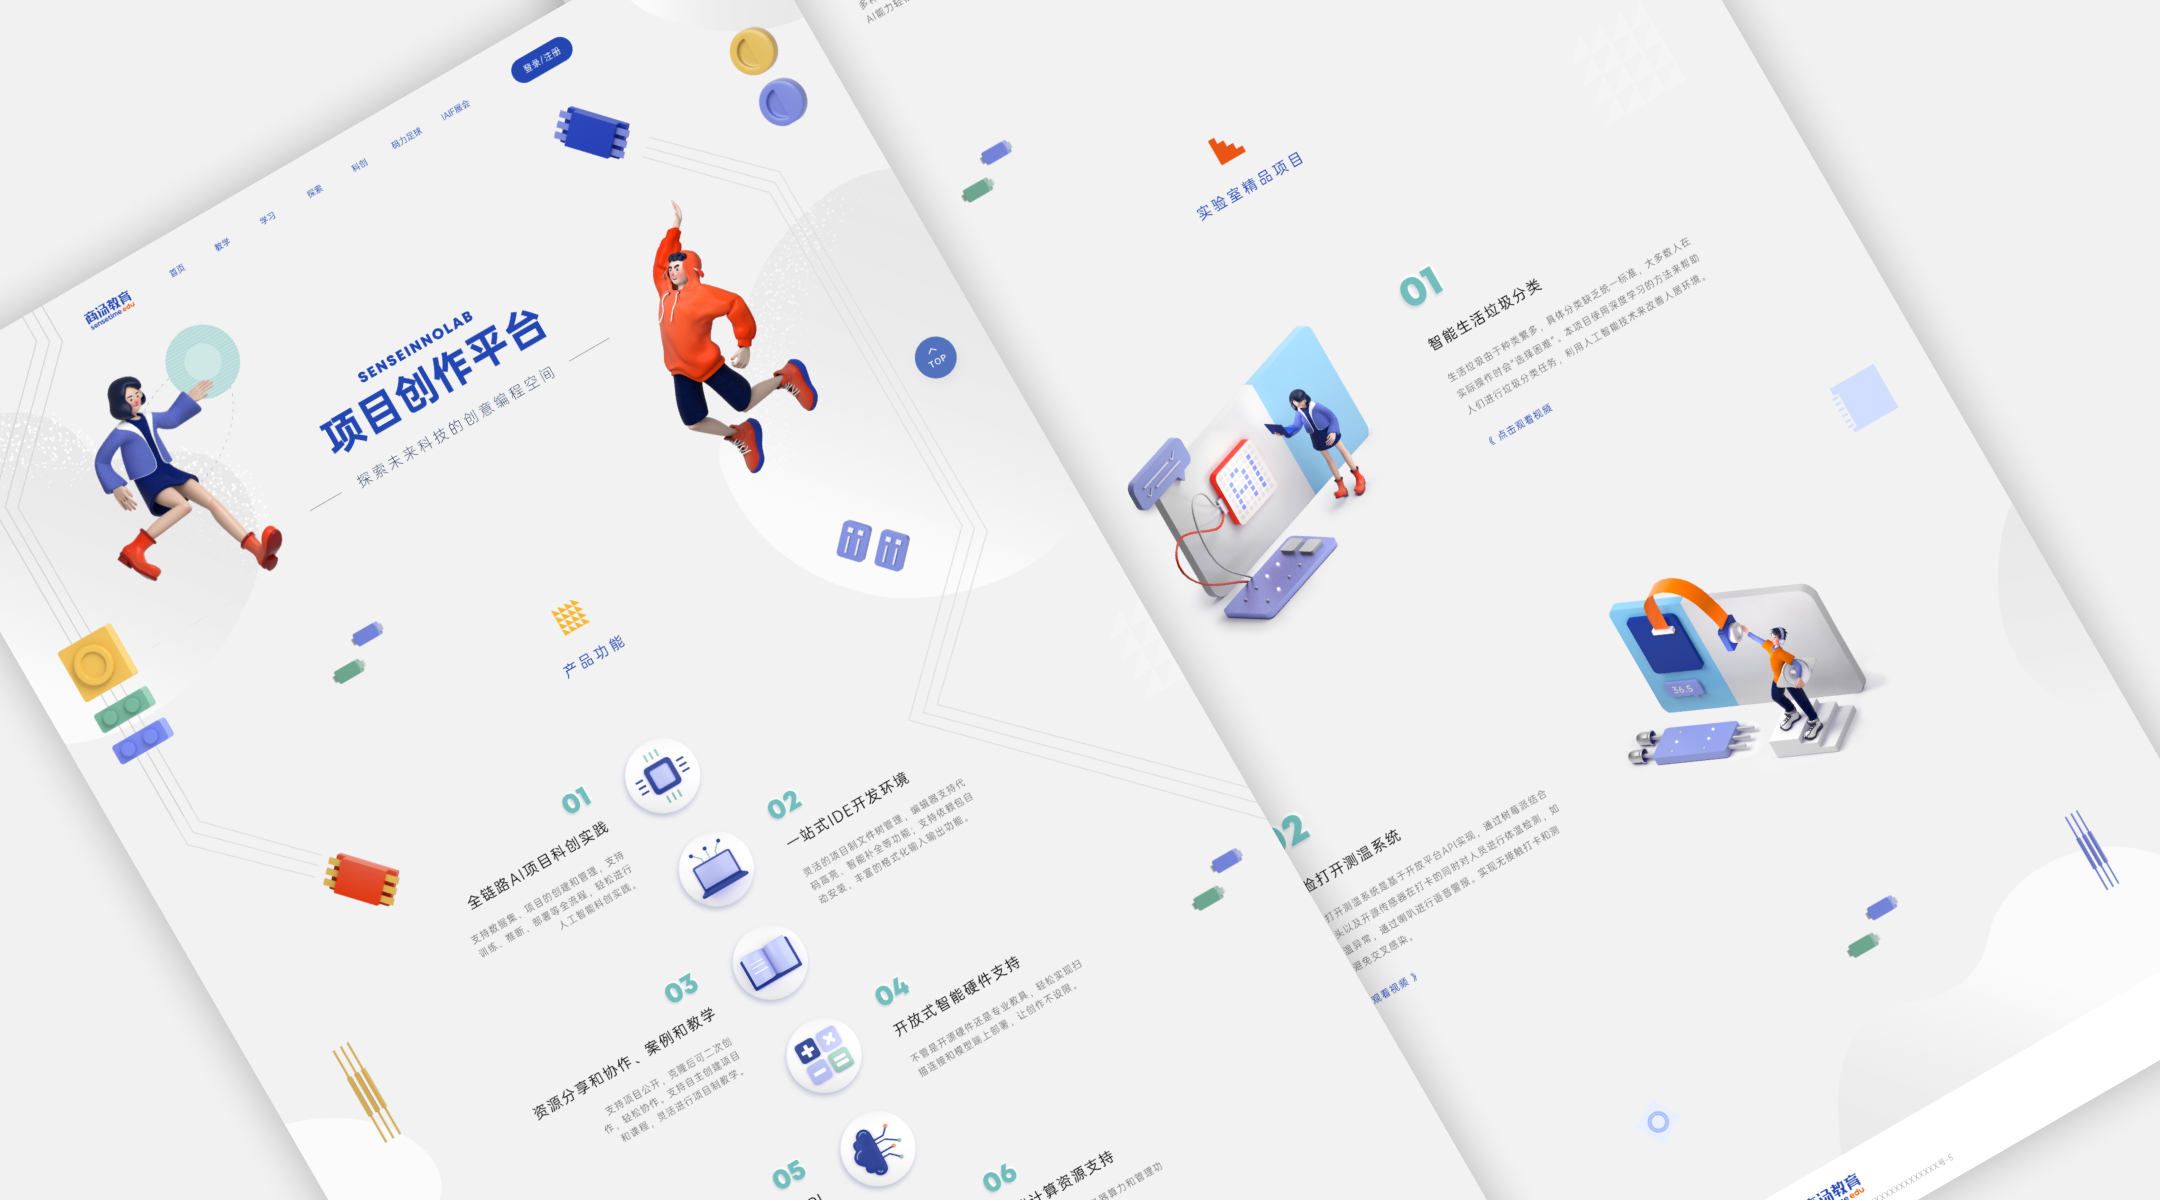 登录/注册
商汤教育
sensetime edu
首页
教学
学习
探索
科创
码力足球
IAIF展会
SENSEINNOLAB
项目创作平台
探索未来科技的创意编程空间
TOP
产品功能
01
全链路AI项目科创实践
支持数据集、项目的创建和管理，支持
训练、推断、部署等全流程，轻松进行
人工智能科创实践。
02
一站式IDE开发环境
灵活的项目制文件树管理，编辑器支持代
码高亮、智能补全等功能；支持依赖包自
动安装，丰富的格式化输入输出功能。
03
资源分享和协作、案例和教学
支持项目公开，克隆后可二次创
作，轻松协作。支持自主创建项目
和课程，灵活进行项目制教学。
04
开放式智能硬件支持
不管是开源硬件还是专业教具，轻松实现扫
描连接和模型端上部署，让创作不设限。
05
06
计算资源支持
器算力和管理功
实验室精品项目
01
智能生活垃圾分类
生活垃圾由于种类繁多，具体分类缺乏统一标准，大多数人在
实际操作时会“选择困难”。本项目使用深度学习的方法来帮助
人们进行垃圾分类任务，利用人工智能技术来改善人居环境。
《 点击观看视频
36.5
02
脸打开测温系统
打开测温系统是基于开放平台API实现，通过树莓派结合
头以及开源传感器在打卡的同时对人员进行体温检测，如
温异常，通过喇叭进行语音警报。实现无接触打卡和测
避免交叉感染。
观看视频 》
商汤教育
edu